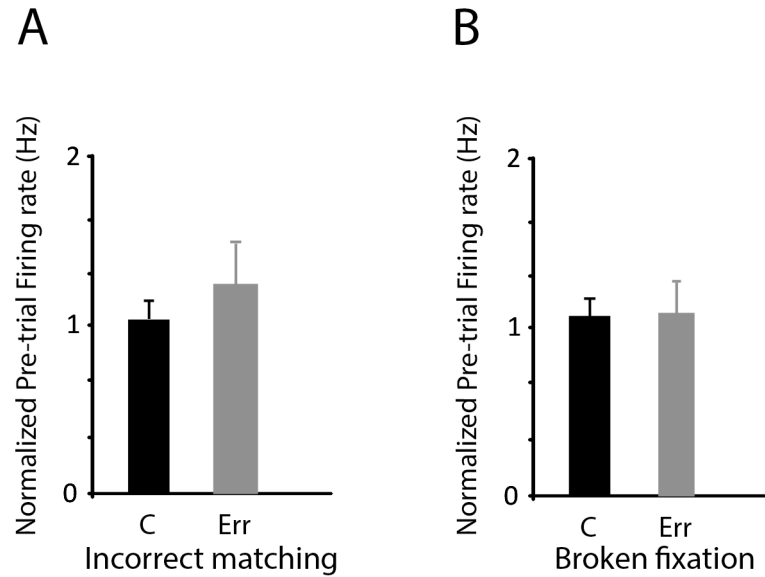 A
Normalized Pre-trial Firing rate (Hz)
2
1
0
C Err
Incorrect matching
B
Normalized Pre-trial Firing rate (Hz)
2
1
0
C Err
Broken fixation